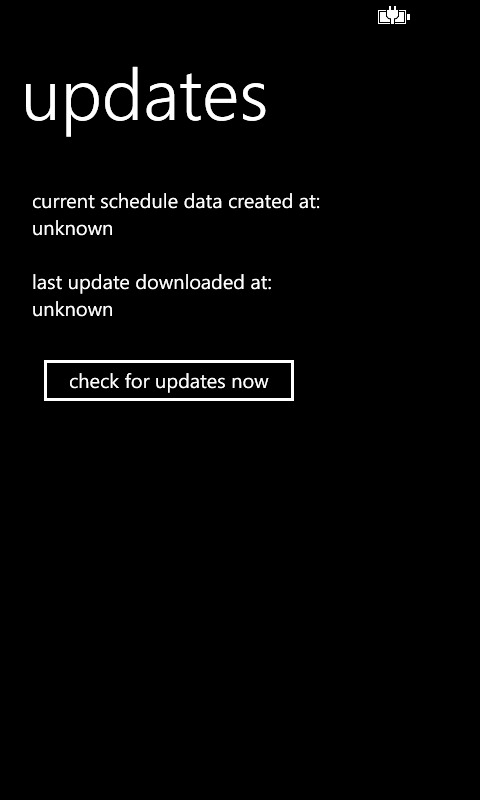 updates
current schedule data created at:
unknown
last update downloaded at:
unknown
check for updates now